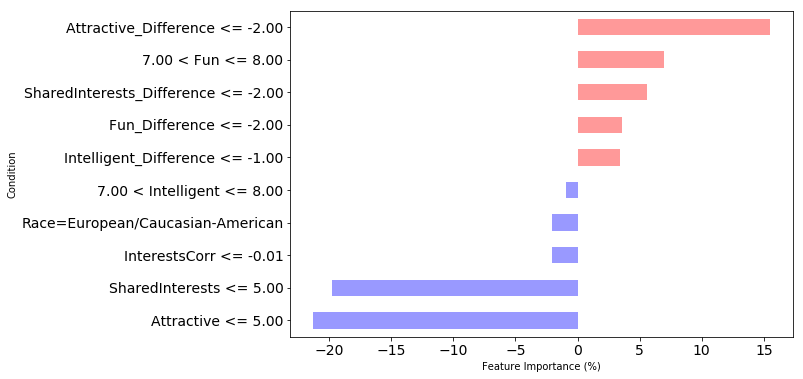 Attractive_Difference <= -2.00
7.00 < Fun <= 8.00
SharedInterests_Difference <= -2.00
Fun_Difference <= -2.00
Intelligent_Difference <= -1.00
7.00 < Intelligent <= 8.00
Race=European/Caucasian-American
InterestsCorr <= -0.01
SharedInterests <= 5.00
Attractive <= 5.00
Condition
−20 −15 −10 −5 0 5 10 15
Feature Importance (%)